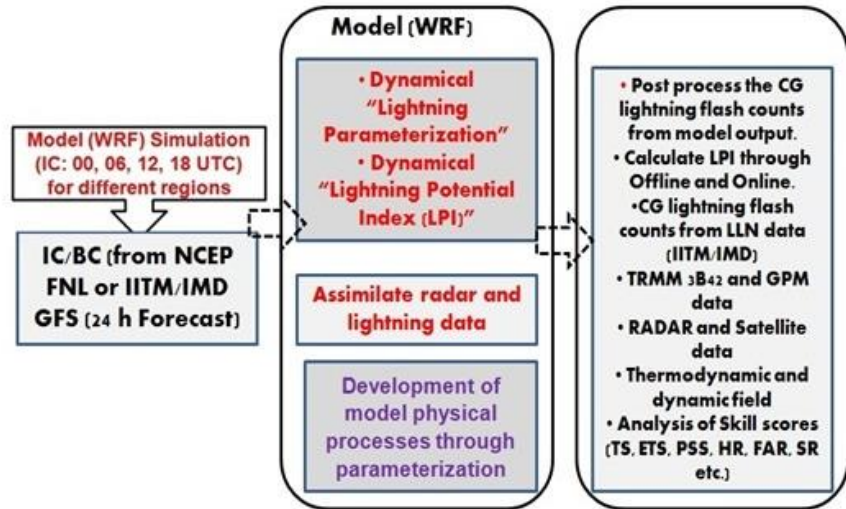 Model (WRF) Simulation
(IC: 00, 06, 12, 18 UTC)
for different regions
IC/BC (from NCEP
FNL or IITM/IMD
GFS (24 h Forecast)
Model (WRF)
• Dynamical
“Lightning
Parameterization”
• Dynamical
“Lightning Potential
Index (LPI)”
Assimilate radar and
lightning data
Development of
model physical
processes through
parameterization
• Post process the CG
lightning flash counts
from model output.
• Calculate LPI through
Offline and Online.
•CG lightning flash
counts from LLN data
(IITM/IMD)
• TRMM 3B42 and GPM
data
• RADAR and Satellite
data
• Thermodynamic and
dynamic field
• Analysis of Skill scores
(TS, ETS, PSS, HR, FAR, SR
etc.)